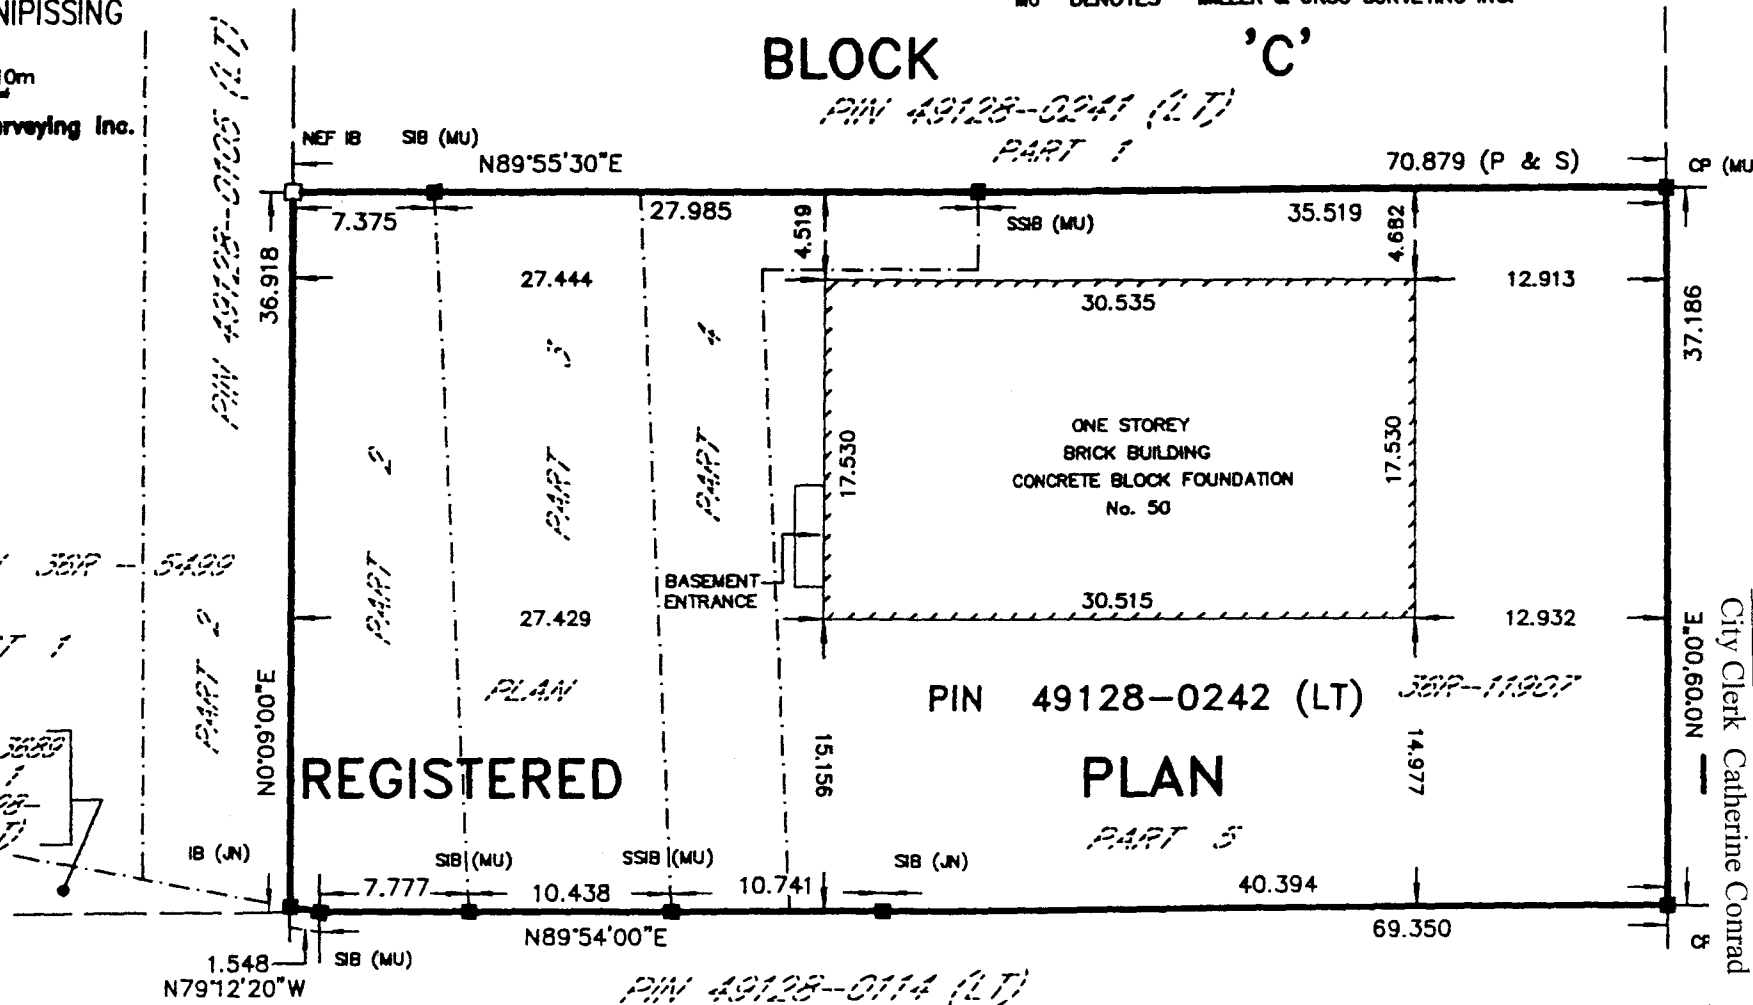 NIPISSING
BLOCK 'C'
PIN 49128-0241 (LT)
PART 1
rveying Inc.
NEF IB SIB (MU)
N89°55'30"E
70.879 (P & S)
CP (MU
7.375
27.985
4.519
SSIB (MU)
35.519
4.682
PIN 49128-0105 (LT)
36.918
27.444
30.535
12.913
37.186
PART 3
PART 4
PART 2
17.530
ONE STOREY
BRICK BUILDING
CONCRETE BLOCK FOUNDATION
No. 50
17.530
36R - 5499
BASEMENT
ENTRANCE
30.515
27.429
12.932
PART 2
PLAN
PIN 49128-0242 (LT)
36R-11907
N0°09'00"E
N0°09'00"E
REGISTERED PLAN
15.156
14.977
PART 5
IB (JN)
SIB (MU)
SSIB (MU)
SIB (JN)
7.777
10.438
10.741
40.394
N89°54'00"E
69.350
1.548
SIB (MU)
N79°12'20"W
PIN 49128-0114 (LT)
City Clerk Catherine Conrad